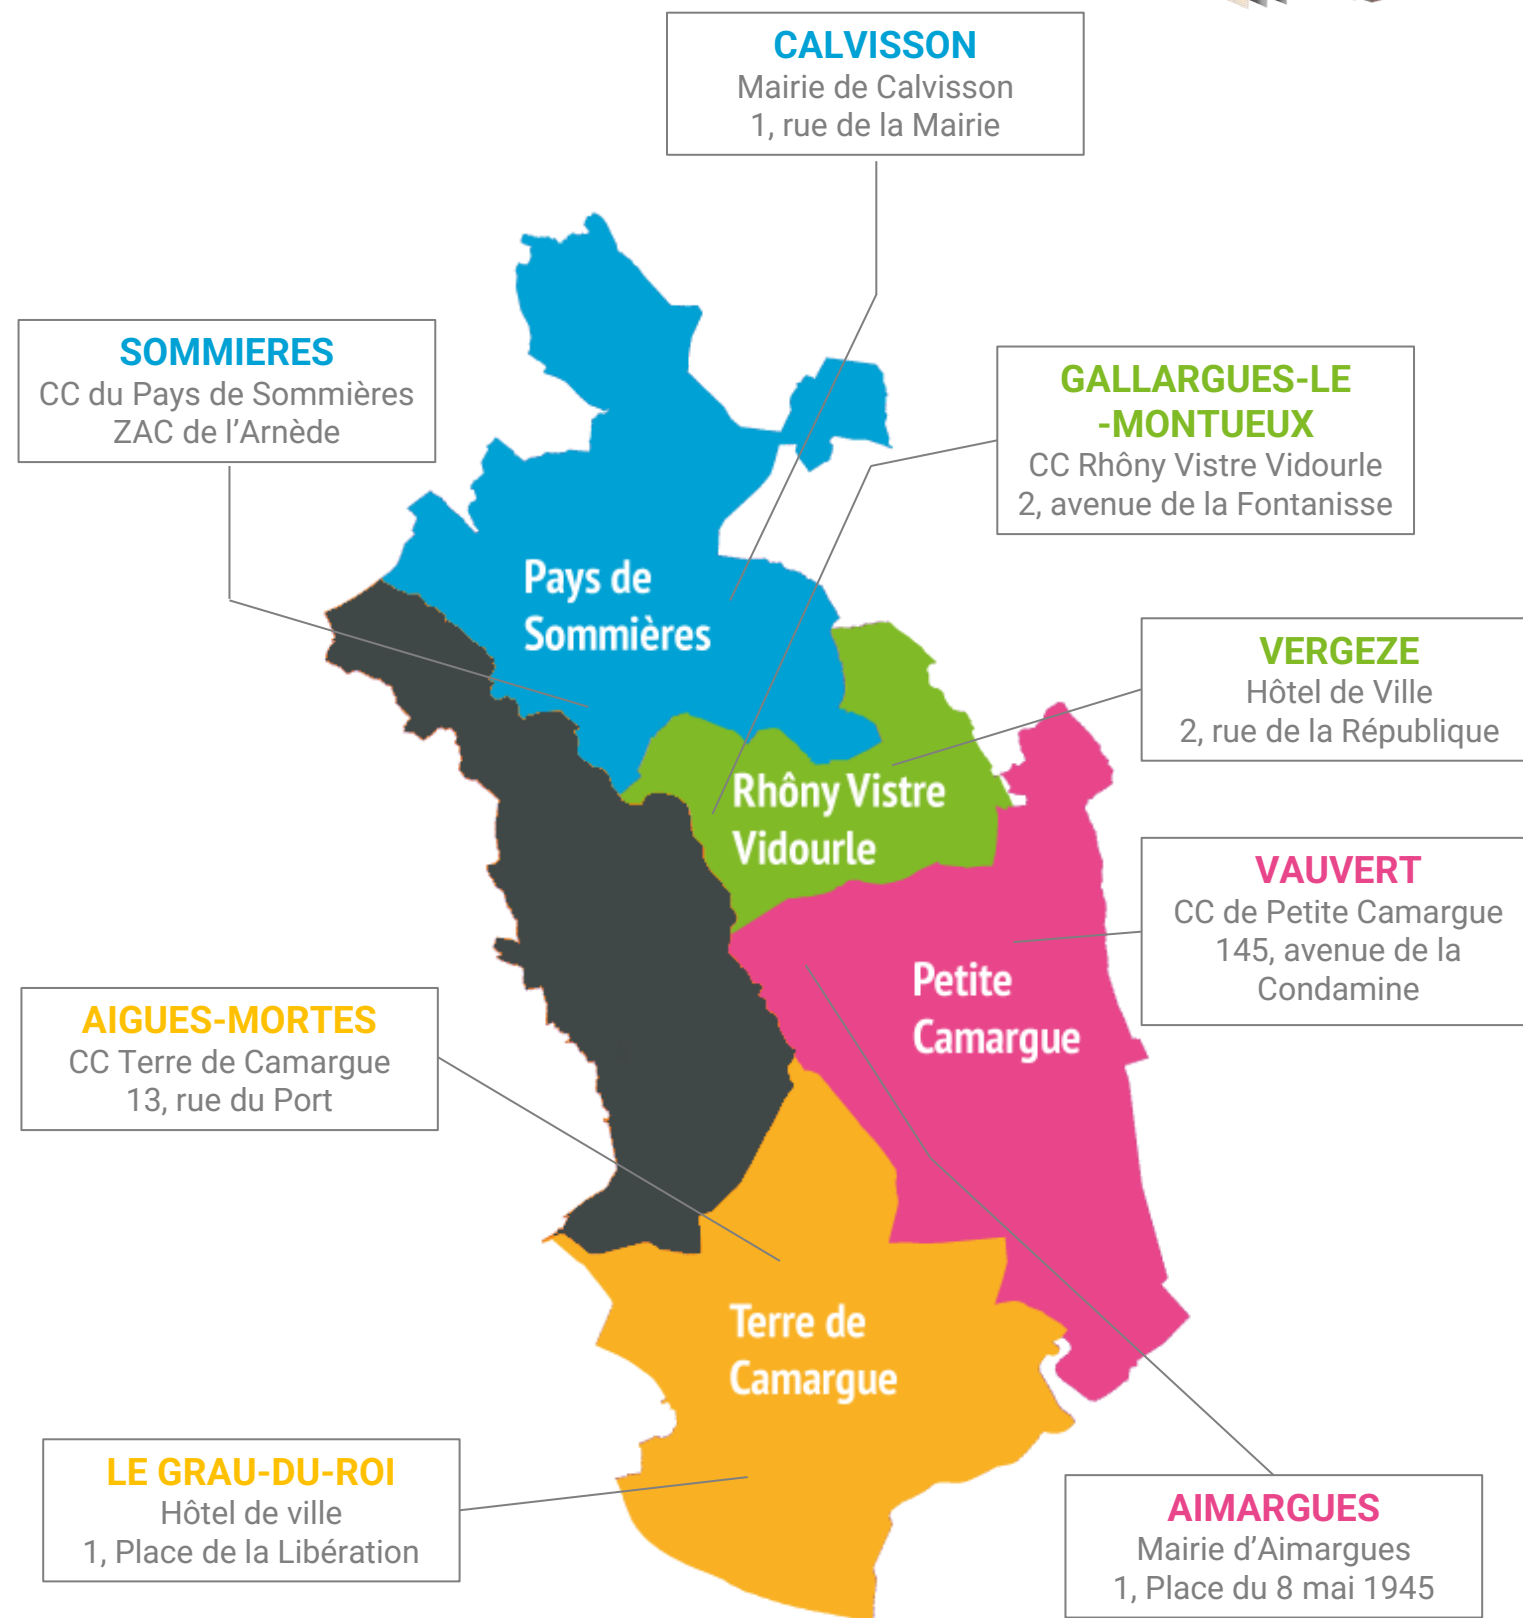 CALVISSON
Mairie de Calvisson
1, rue de la Mairie
SOMMIERES
CC du Pays de Sommières
ZAC de l'Arnède
GALLARGUES-LE
-MONTUEUX
CC Rhôny Vistre Vidourle
2, avenue de la Fontanisse
Pays de
Sommières
VERGEZE
Hôtel de Ville
2, rue de la République
Rhôny Vistre
Vidourle
VAUVERT
CC de Petite Camargue
145, avenue de la
Condamine
Petite
Camargue
AIGUES-MORTES
CC Terre de Camargue
13, rue du Port
Terre de
Camargue
LE GRAU-DU-ROI
Hôtel de ville
1, Place de la Libération
AIMARGUES
Mairie d'Aimargues
1, Place du 8 mai 1945